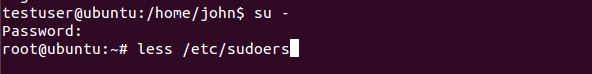 testuser@ubuntu:/home/john$ su -
Password:
root@ubuntu:~# less /etc/sudoers